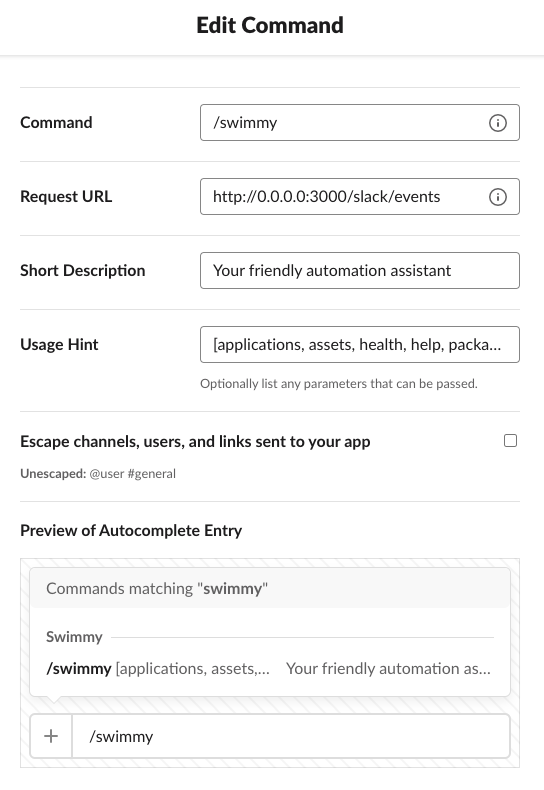 Edit Command
Command
/swimmy
Request URL
http://0.0.0.0:3000/slack/events
Short Description
Your friendly automation assistant
Usage Hint
[applications, assets, health, help, packa...
Optionally list any parameters that can be passed.
Escape channels, users, and links sent to your app
Unescaped: @user #general
Preview of Autocomplete Entry
Commands matching "swimmy"
Swimmy
/swimmy [applications, assets,... Your friendly automation as...
/swimmy